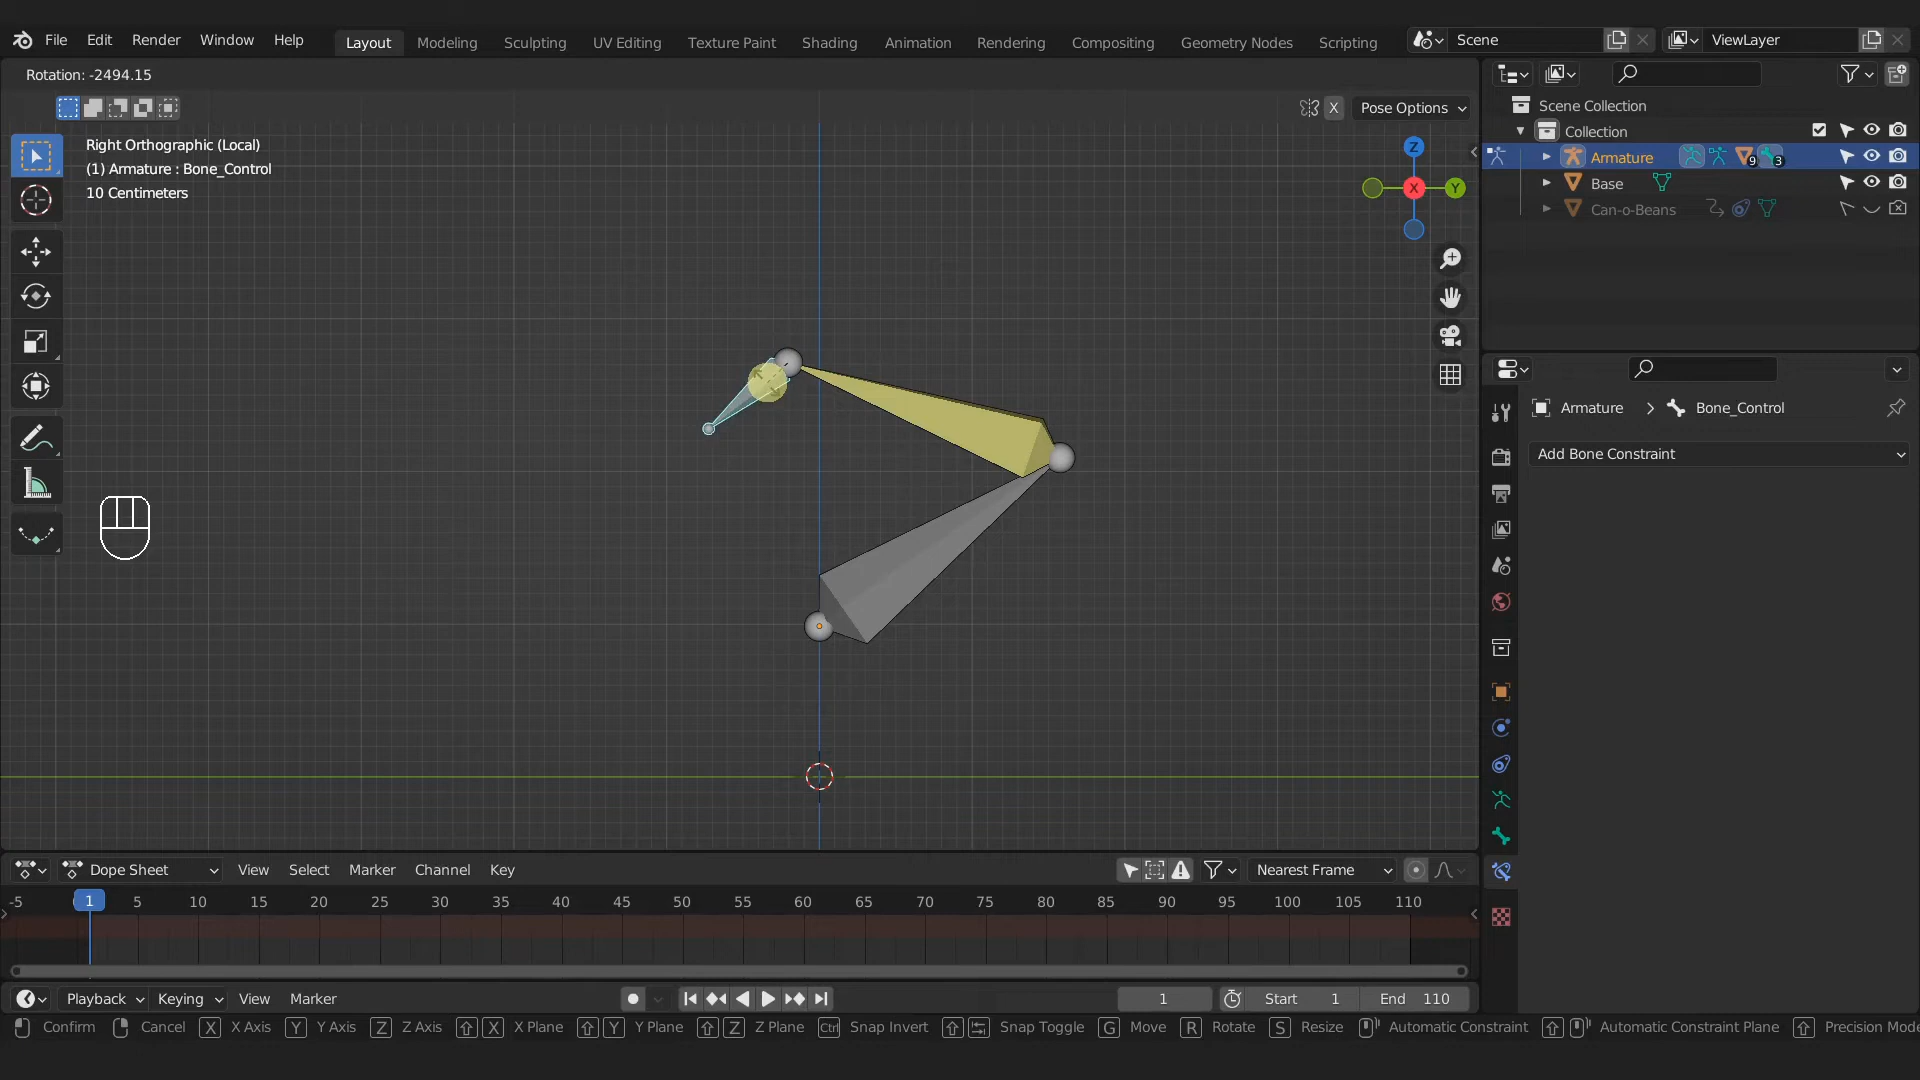 File Edit Render Window Help Layout Modeling Sculpting UV Editing Texture Paint Shading Animation Rendering Compositing Geometry Nodes Scripting Scene ViewLayer
Rotation: -2494.15
X Pose Options
Right Orthographic (Local)
(1) Armature : Bone_Control
10 Centimeters
Z
Y
X
Scene Collection
Collection
Armature 9 3
Base
Can-o-Beans
Armature Bone_Control
Add Bone Constraint
Dope Sheet View Select Marker Channel Key Nearest Frame
-5 1 5 10 15 20 25 30 35 40 45 50 55 60 65 70 75 80 85 90 95 100 105 110
Playback Keying View Marker 1 Start 1 End 110
Confirm Cancel X X Axis Y Y Axis Z Z Axis X X Plane Y Y Plane Z Z Plane Ctrl Snap Invert Snap Toggle G Move R Rotate S Resize Automatic Constraint Automatic Constraint Plane Precision Mode